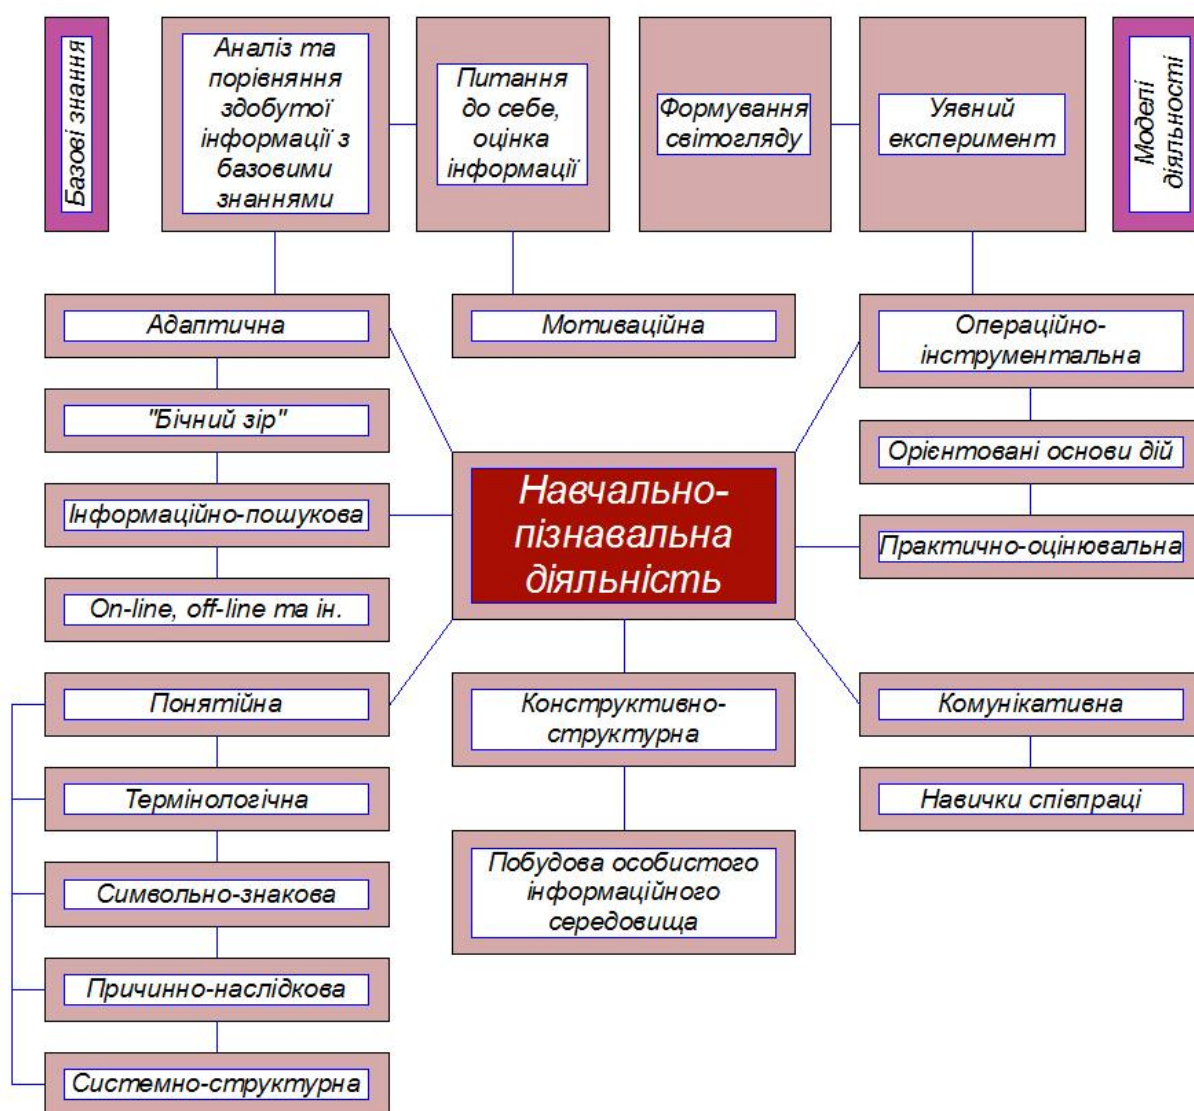 Базові знання
Аналіз та
порівняння
здобутої
інформації з
базовими
знаннями
Питання
до себе,
оцінка
інформації
Формування
світогляду
Уявний
експеримент
Моделі
діяльності
Адаптична
Мотиваційна
Операційно-
інструментальна
"Бічний зір"
Орієнтовані основи дій
Навчально-
пізнавальна
діяльність
Інформаційно-пошукова
Практично-оцінювальна
On-line, off-line та ін.
Понятійна
Конструктивно-
структурна
Комунікативна
Термінологічна
Навички співпраці
Символьно-знакова
Побудова особистого
інформаційного
середовища
Причинно-наслідкова
Системно-структурна